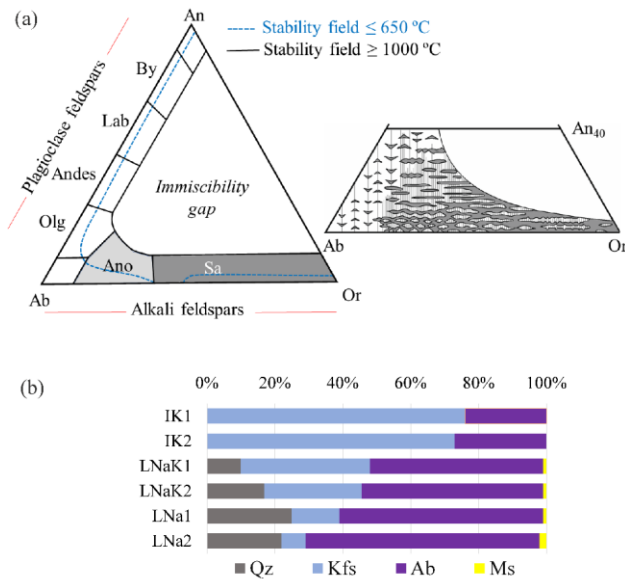 (a)
An
Stability field ≤ 650 ºC
Stability field ≥ 1000 ºC
By
Lab
Plagioclase feldspars
Andes
Immiscibility
gap
Olg
Ano
Sa
Ab
Or
Alkali feldspars
An40
Ab
Or
(b)
0% 20% 40% 60% 80% 100%
IK1
IK2
LNaK1
LNaK2
LNa1
LNa2
Qz Kfs Ab Ms